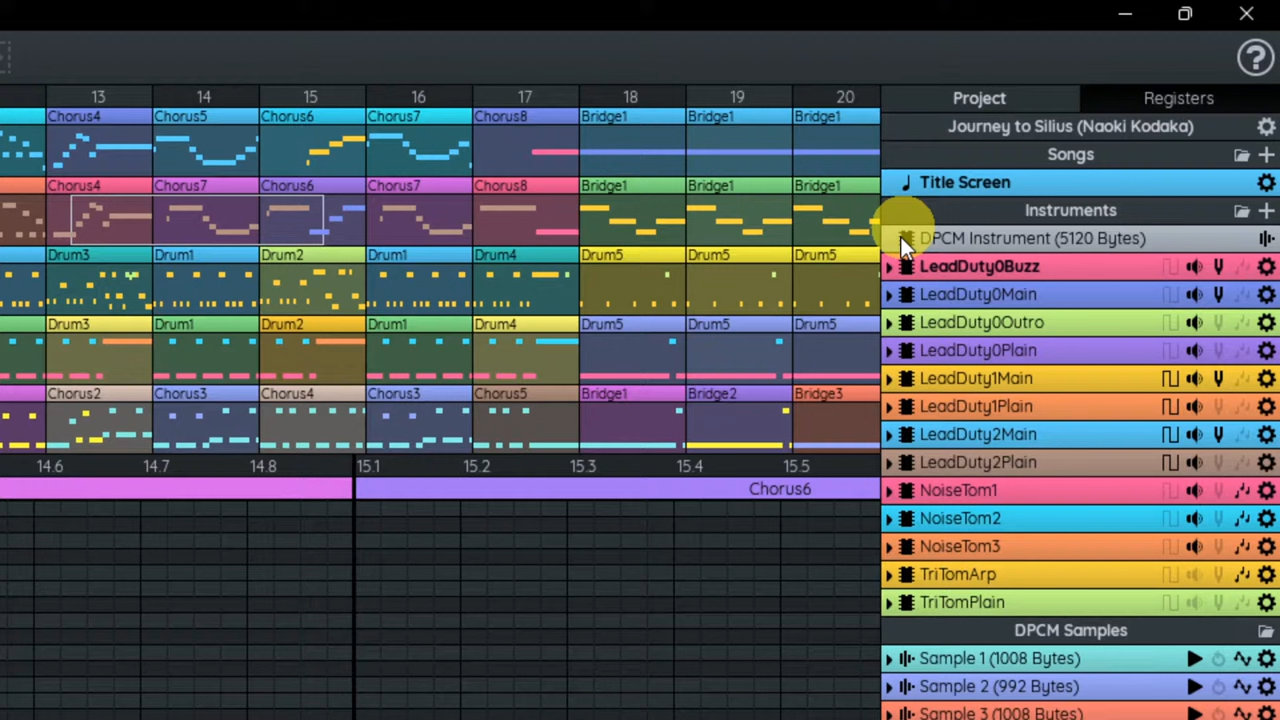 ?
13 14 15 16 17 18 19 20
Project Registers
Chorus4 Chorus5 Chorus6 Chorus7 Chorus8 Bridge1 Bridge1 Bridge1
Journey to Silius (Naoki Kodaka)
Songs
Chorus4 Chorus7 Chorus6 Chorus7 Chorus8 Bridge1 Bridge1 Bridge1
Title Screen
Instruments
DPCM Instrument (5120 Bytes)
Drum3 Drum1 Drum2 Drum1 Drum4 Drum5 Drum5 Drum5
LeadDuty0Buzz
LeadDuty0Main
Drum3 Drum1 Drum2 Drum1 Drum4 Drum5 Drum5 Drum5
LeadDuty0Outro
LeadDuty0Plain
LeadDuty1Main
Chorus2 Chorus3 Chorus4 Chorus3 Chorus5 Bridge1 Bridge2 Bridge3
LeadDuty1Plain
LeadDuty2Main
14.6 14.7 14.8 15.1 15.2 15.3 15.4 15.5
LeadDuty2Plain
Chorus6
NoiseTom1
NoiseTom2
NoiseTom3
TriTomArp
TriTomPlain
DPCM Samples
Sample 1 (1008 Bytes)
Sample 2 (992 Bytes)
Sample 3 (1008 Bytes)